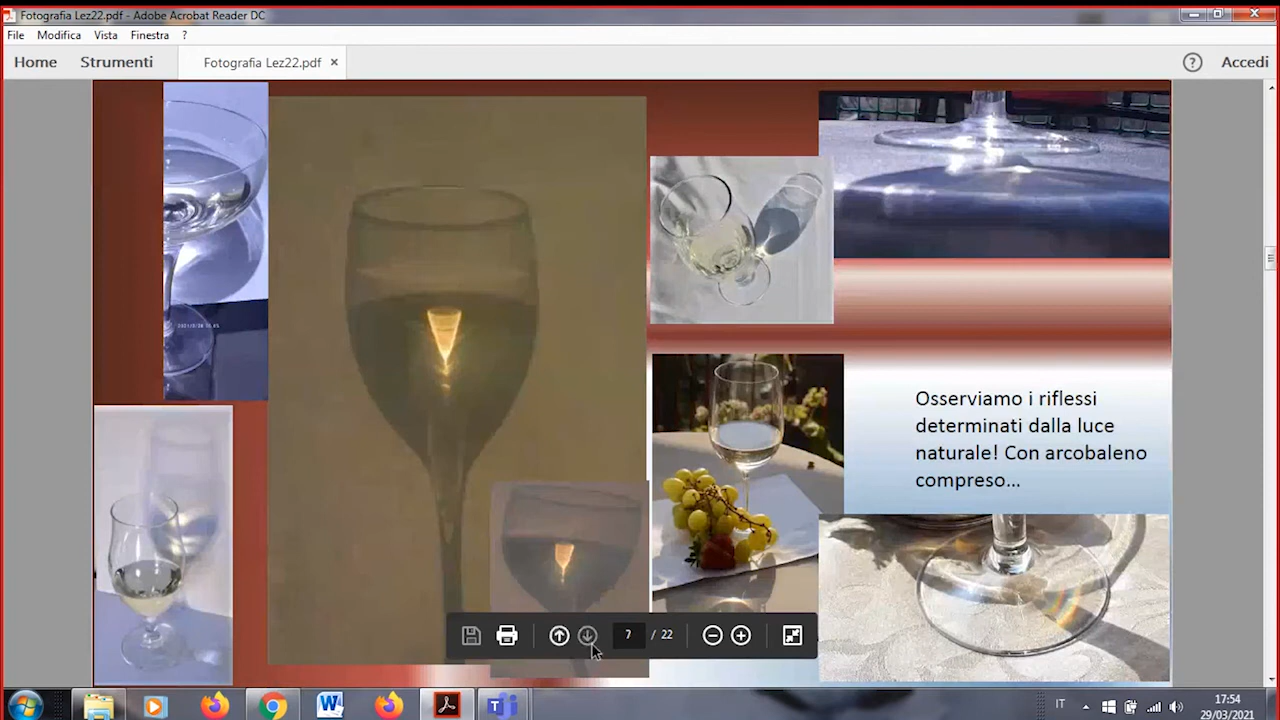 Fotografia Lez22.pdf - Adobe Acrobat Reader DC
File Modifica Vista Finestra ?
Home Strumenti Fotografia Lez22.pdf × ? Accedi
Osserviamo i riflessi
determinati dalla luce
naturale! Con arcobaleno
compreso...
7 / 22
IT 17:54
29/03/2021